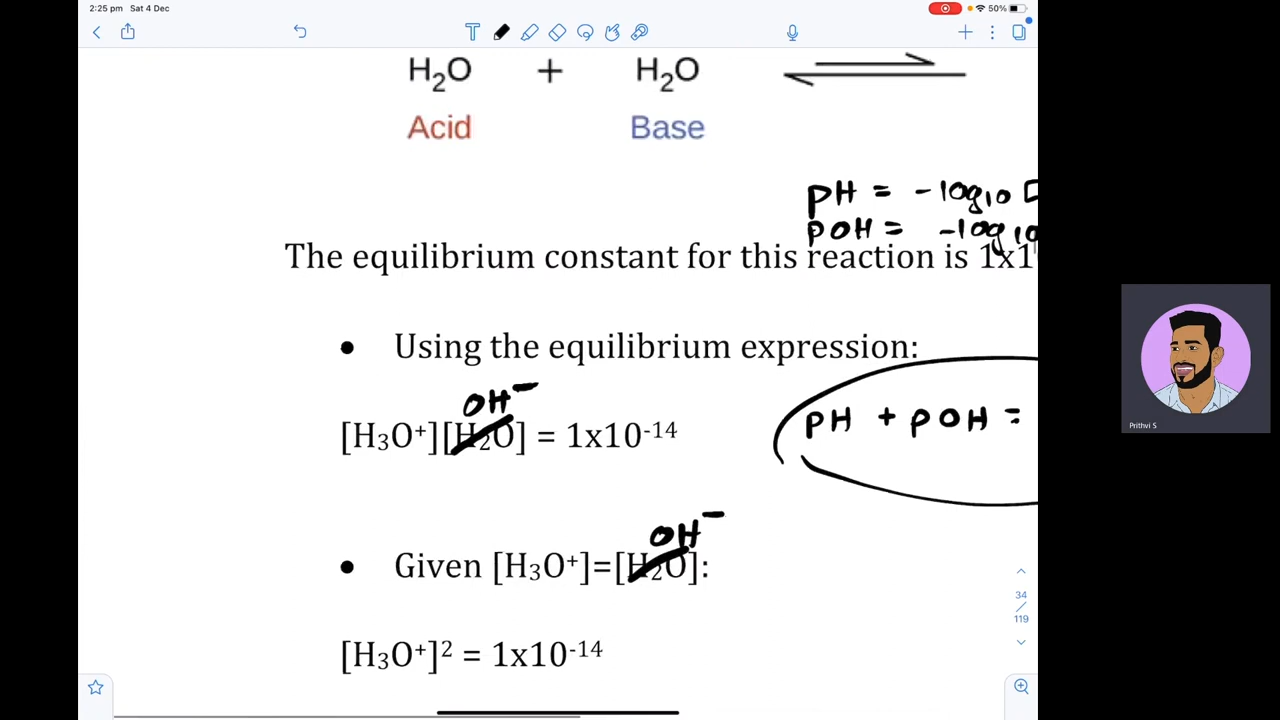 2:25 pm Sat 4 Dec 50%
H₂O + H₂O
Acid Base
pH = -log₁₀ [
pOH = -log₁₀
The equilibrium constant for this reaction is 1x1
• Using the equilibrium expression:
OH⁻
[H₃O⁺][H₂O] = 1x10⁻¹⁴
pH + pOH =
OH⁻
• Given [H₃O⁺]=[H₂O]:
[H₃O⁺]² = 1x10⁻¹⁴
34
/
119
Prithvi S